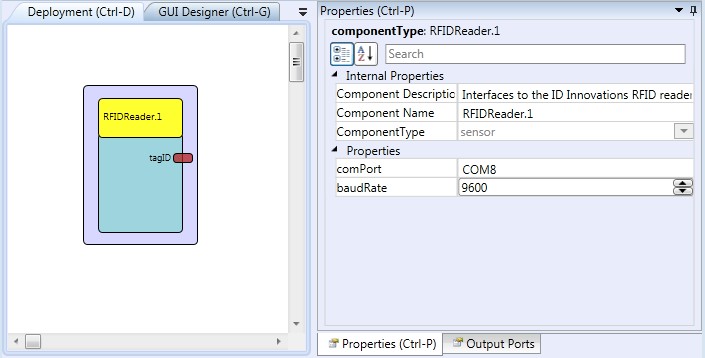 Deployment (Ctrl-D)
GUI Designer (Ctrl-G)
RFIDReader.1
tagID
Properties (Ctrl-P)
componentType: RFIDReader.1
A Z
Search
Internal Properties
Component Descriptic Interfaces to the ID Innovations RFID reader
Component Name RFIDReader.1
ComponentType sensor
Properties
comPort COM8
baudRate 9600
Properties (Ctrl-P)
Output Ports